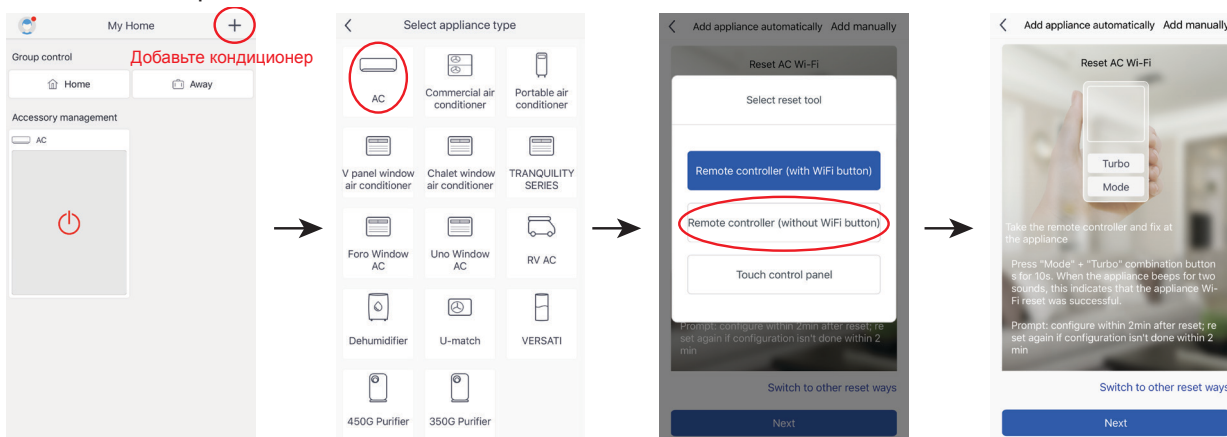 My Home
+
Group control
Добавьте кондиционер
Home
Away
Accessory management
AC
Select appliance type
AC
Commercial air
conditioner
Portable air
conditioner
V panel window
air conditioner
Chalet window
air conditioner
TRANQUILITY
SERIES
Foro Window
AC
Uno Window
AC
RV AC
Dehumidifier
U-match
VERSATI
450G Purifier
350G Purifier
Add appliance automatically Add manually
Reset AC Wi-Fi
Select reset tool
Remote controller (with WiFi button)
Remote controller (without WiFi button)
Touch control panel
Prompt: configure within 2min after reset; re
set again if configuration isn't done within 2
min
Switch to other reset ways
Next
Add appliance automatically Add manually
Reset AC Wi-Fi
Turbo
Mode
Take the remote controller and fix at
the appliance
Press "Mode" + "Turbo" combination button
s for 10s. When the appliance beeps for two
sounds, this indicates that the appliance Wi-
Fi reset was successful.
Prompt: configure within 2min after reset; re
set again if configuration isn't done within 2
min
Switch to other reset ways
Next